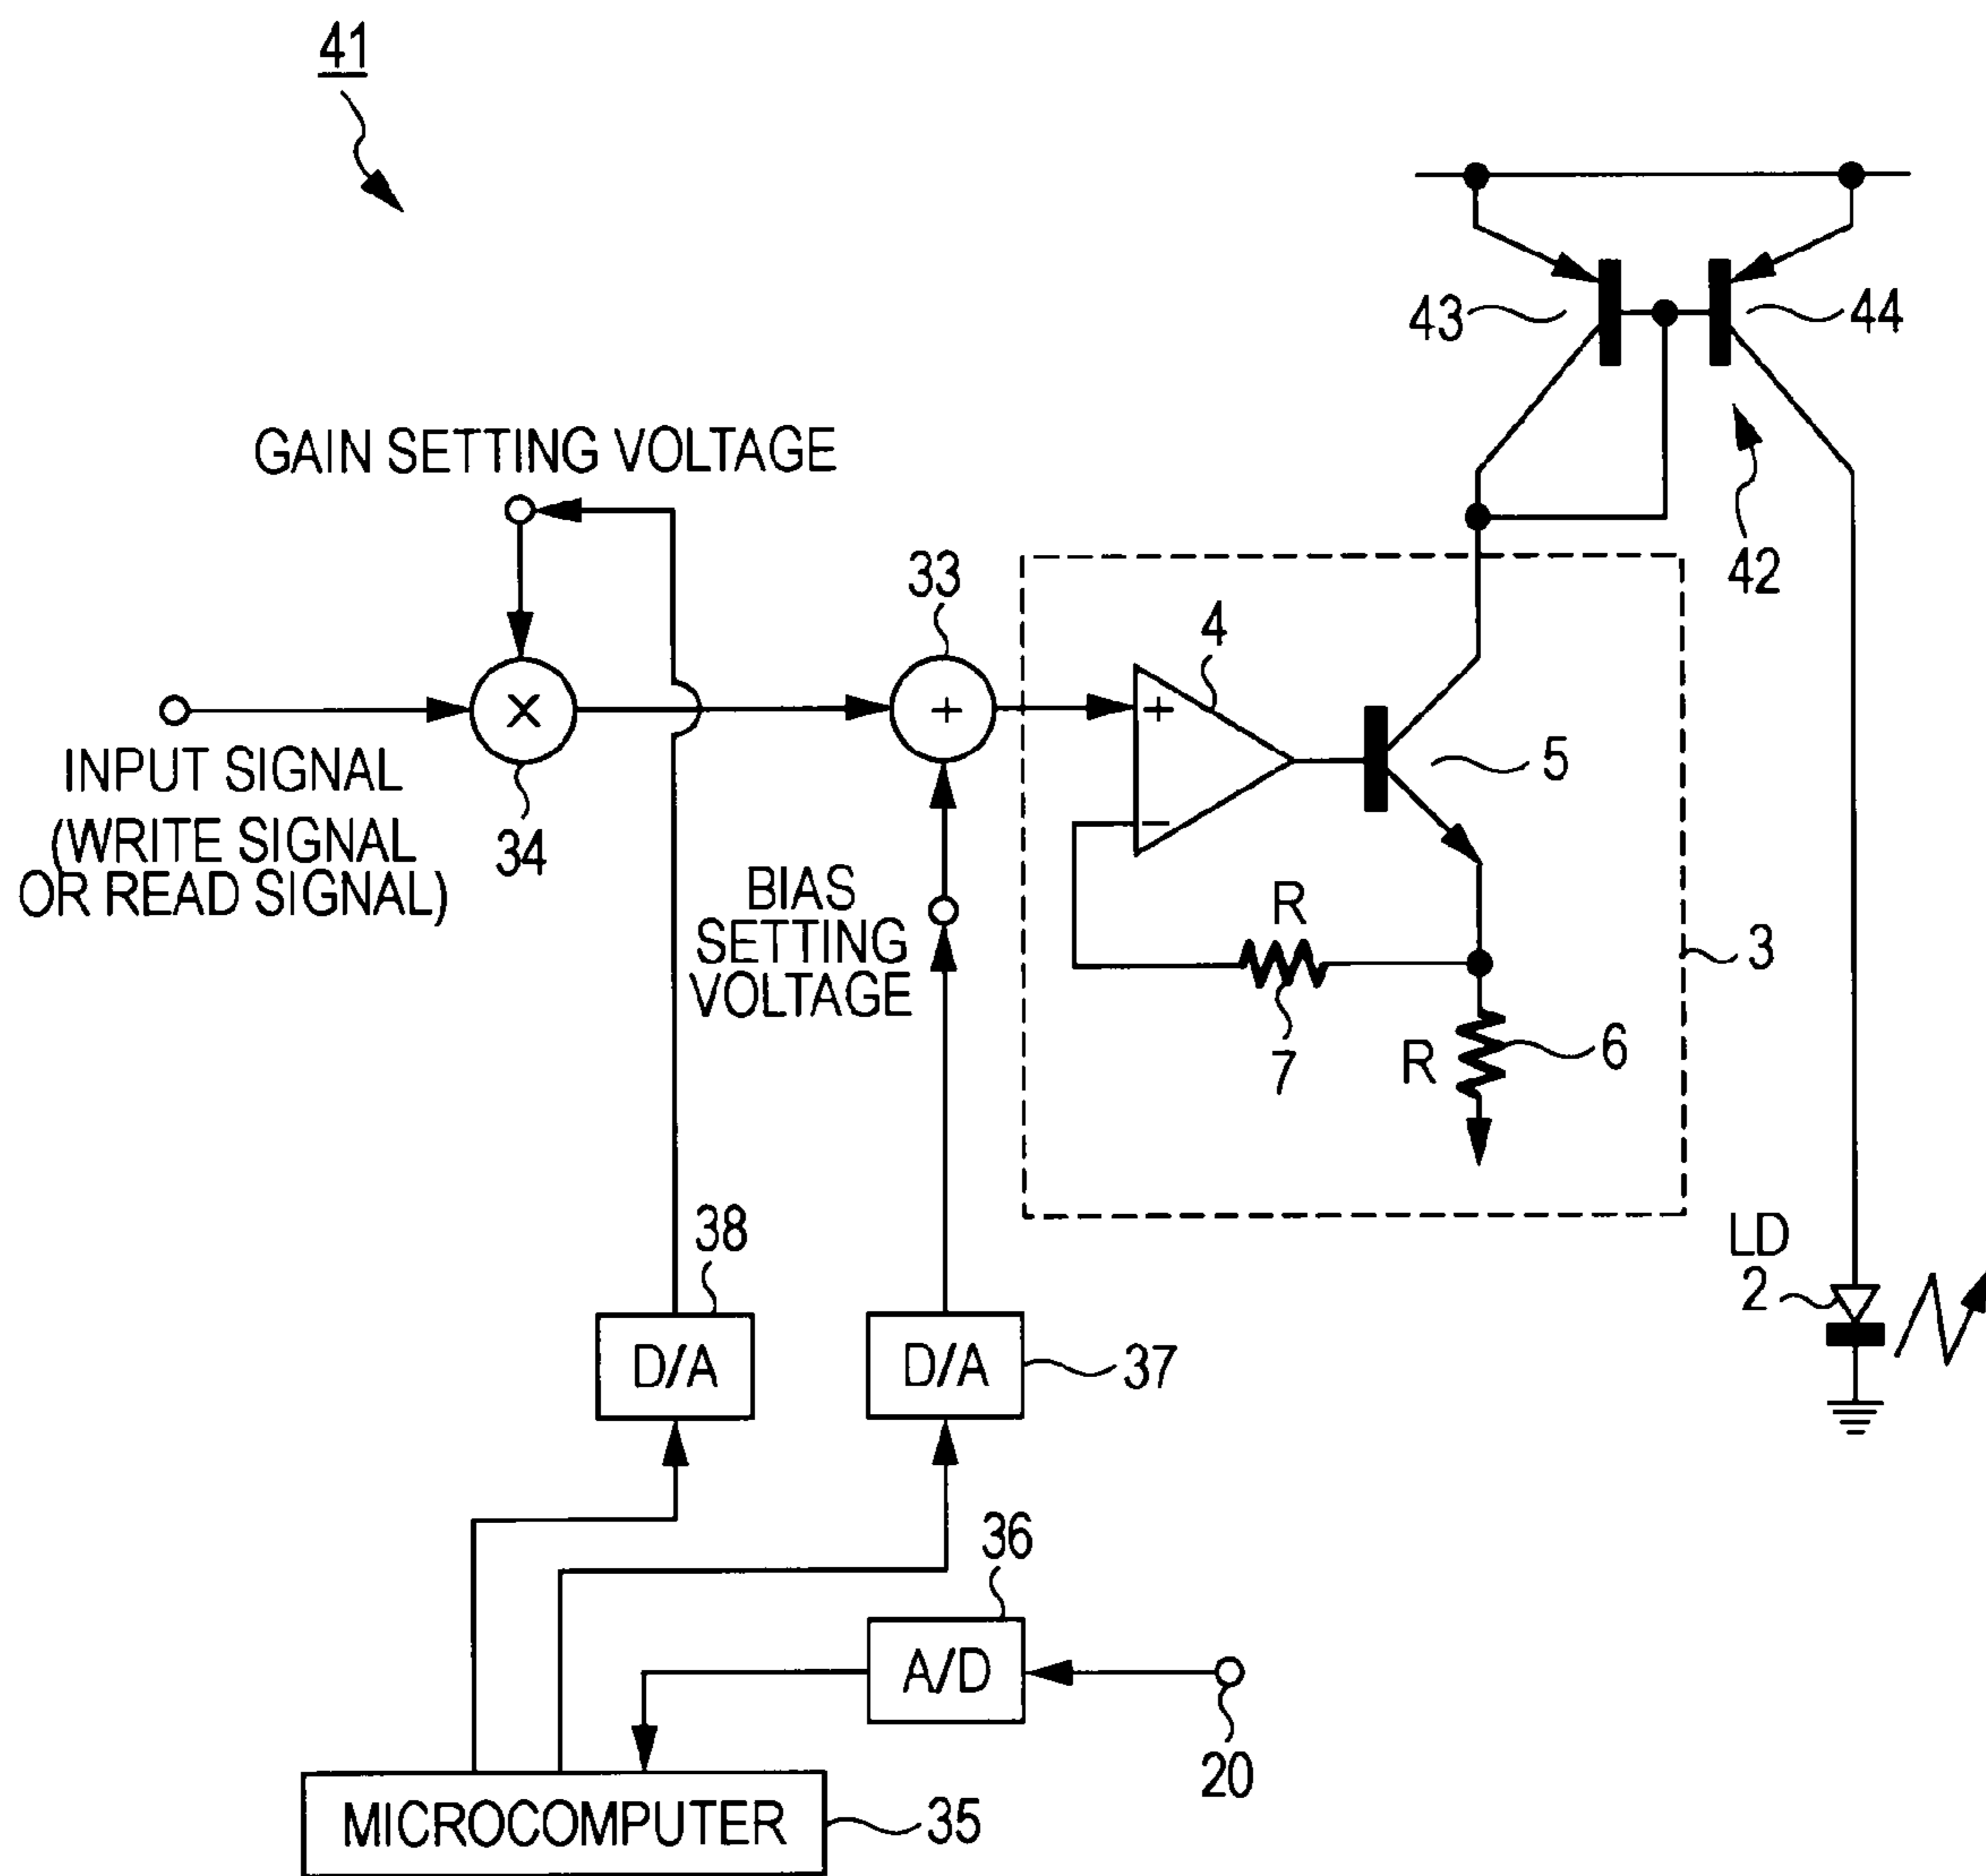 41
43
44
GAIN SETTING VOLTAGE
42
33
4
×
+
+
5
INPUT SIGNAL
(WRITE SIGNAL
OR READ SIGNAL)
34
−
BIAS
SETTING
VOLTAGE
R
3
7
R
6
38
LD
2
D/A
D/A
37
36
A/D
20
MICROCOMPUTER
35